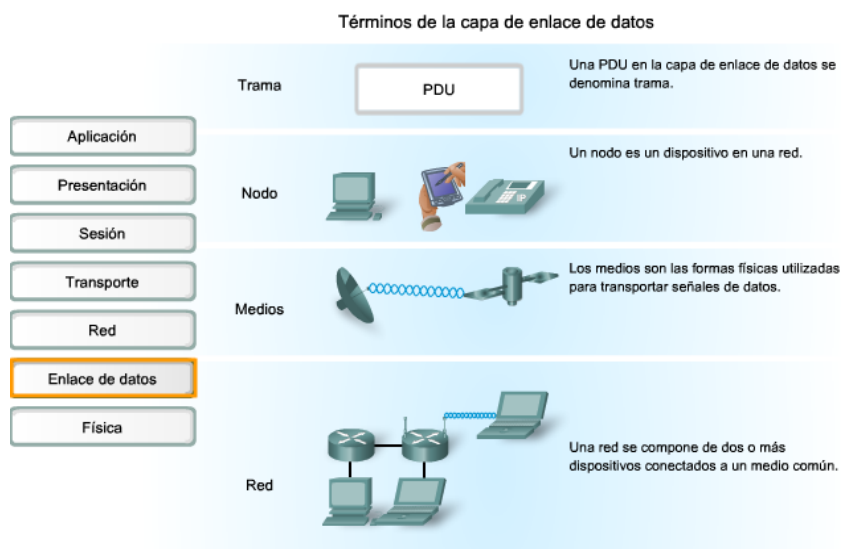 Términos de la capa de enlace de datos
Aplicación
Presentación
Sesión
Transporte
Red
Enlace de datos
Física
Trama
PDU
Una PDU en la capa de enlace de datos se
denomina trama.
Nodo
IP
Un nodo es un dispositivo en una red.
Medios
Los medios son las formas físicas utilizadas
para transportar señales de datos.
Red
Una red se compone de dos o más
dispositivos conectados a un medio común.